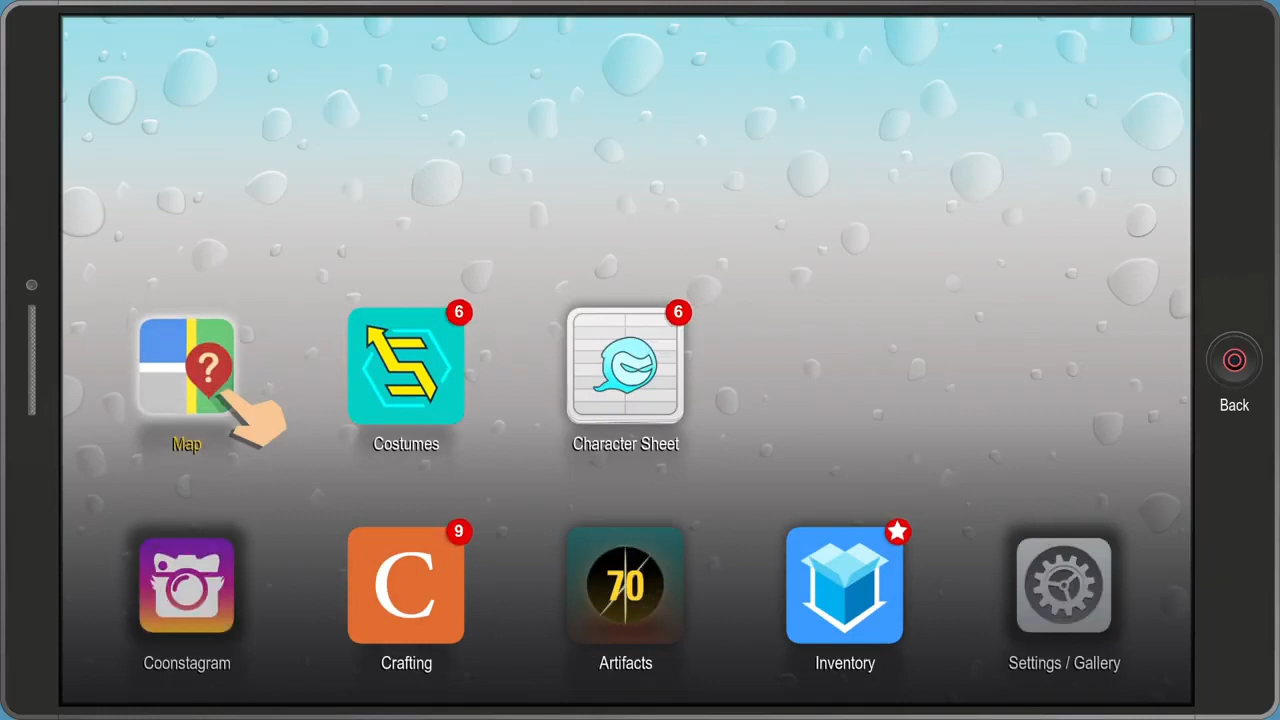 ?
6
6
Back
Map
Costumes
Character Sheet
9
C
70
Coonstagram
Crafting
Artifacts
Inventory
Settings / Gallery